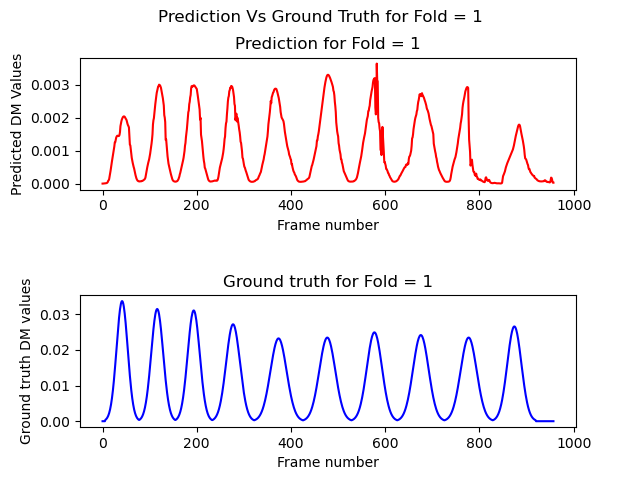 Prediction Vs Ground Truth for Fold = 1
Prediction for Fold = 1
Predicted DM Values
0.003
0.002
0.001
0.000
0 200 400 600 800 1000
Frame number
Ground truth for Fold = 1
Ground truth DM values
0.03
0.02
0.01
0.00
0 200 400 600 800 1000
Frame number